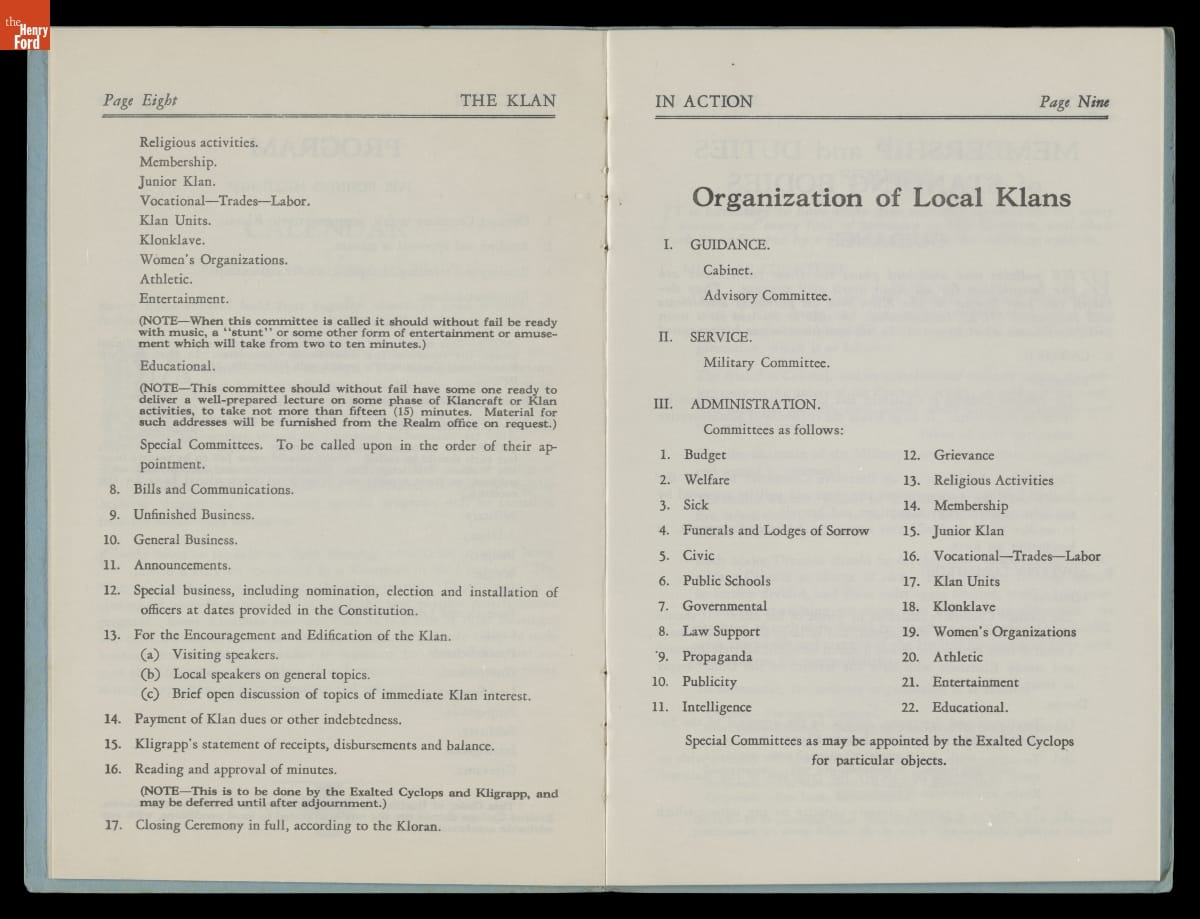 the
Henry
Ford
Page Eight THE KLAN
Religious activities.
Membership.
Junior Klan.
Vocational—Trades—Labor.
Klan Units.
Klonklave.
Women's Organizations.
Athletic.
Entertainment.
(NOTE—When this committee is called it should without fail be ready
with music, a "stunt" or some other form of entertainment or amuse-
ment which will take from two to ten minutes.)
Educational.
(NOTE—This committee should without fail have some one ready to
deliver a well-prepared lecture on some phase of Klancraft or Klan
activities, to take not more than fifteen (15) minutes. Material for
such addresses will be furnished from the Realm office on request.)
Special Committees. To be called upon in the order of their ap-
pointment.
8. Bills and Communications.
9. Unfinished Business.
10. General Business.
11. Announcements.
12. Special business, including nomination, election and installation of
officers at dates provided in the Constitution.
13. For the Encouragement and Edification of the Klan.
(a) Visiting speakers.
(b) Local speakers on general topics.
(c) Brief open discussion of topics of immediate Klan interest.
14. Payment of Klan dues or other indebtedness.
15. Kligrapp's statement of receipts, disbursements and balance.
16. Reading and approval of minutes.
(NOTE—This is to be done by the Exalted Cyclops and Kligrapp, and
may be deferred until after adjournment.)
17. Closing Ceremony in full, according to the Kloran.
IN ACTION Page Nine
Organization of Local Klans
I. GUIDANCE.
Cabinet.
Advisory Committee.
II. SERVICE.
Military Committee.
III. ADMINISTRATION.
Committees as follows:
1. Budget
2. Welfare
3. Sick
4. Funerals and Lodges of Sorrow
5. Civic
6. Public Schools
7. Governmental
8. Law Support
9. Propaganda
10. Publicity
11. Intelligence
12. Grievance
13. Religious Activities
14. Membership
15. Junior Klan
16. Vocational—Trades—Labor
17. Klan Units
18. Klonklave
19. Women's Organizations
20. Athletic
21. Entertainment
22. Educational.
Special Committees as may be appointed by the Exalted Cyclops
for particular objects.